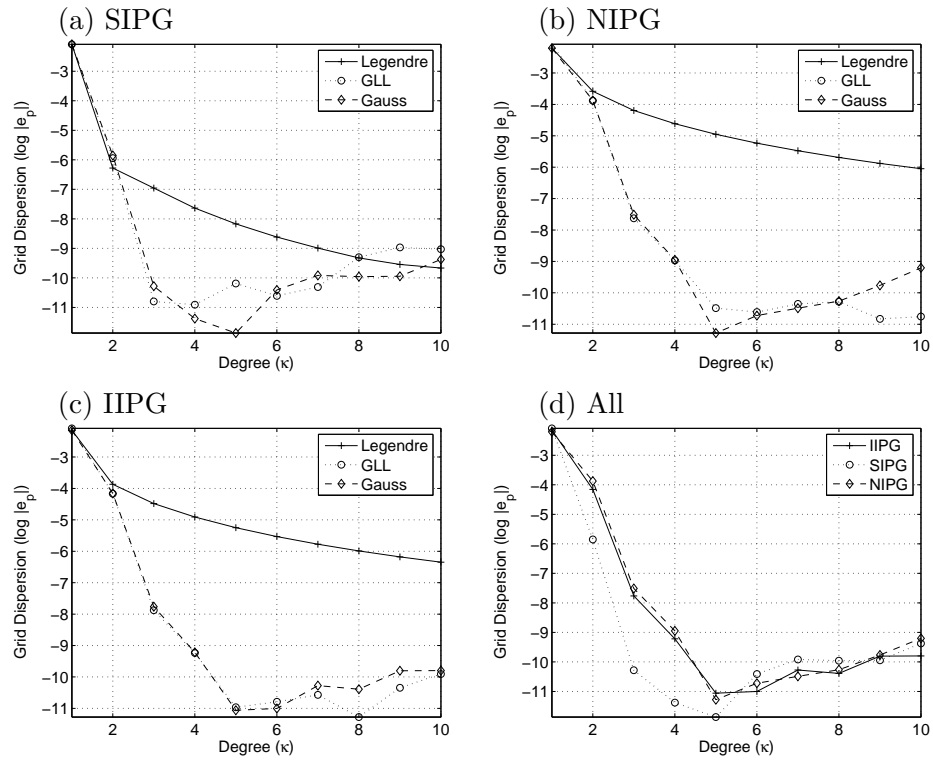 (a) SIPG
Legendre
GLL
Gauss
−3
−4
−5
−6
−7
−8
−9
−10
−11
2
4
6
8
10
Grid Dispersion (log |e_p|)
Degree (κ)
(b) NIPG
Legendre
GLL
Gauss
−3
−4
−5
−6
−7
−8
−9
−10
−11
2
4
6
8
10
Grid Dispersion (log |e_p|)
Degree (κ)
(c) IIPG
Legendre
GLL
Gauss
−3
−4
−5
−6
−7
−8
−9
−10
−11
2
4
6
8
10
Grid Dispersion (log |e_p|)
Degree (κ)
(d) All
IIPG
SIPG
NIPG
−3
−4
−5
−6
−7
−8
−9
−10
−11
2
4
6
8
10
Grid Dispersion (log |e_p|)
Degree (κ)